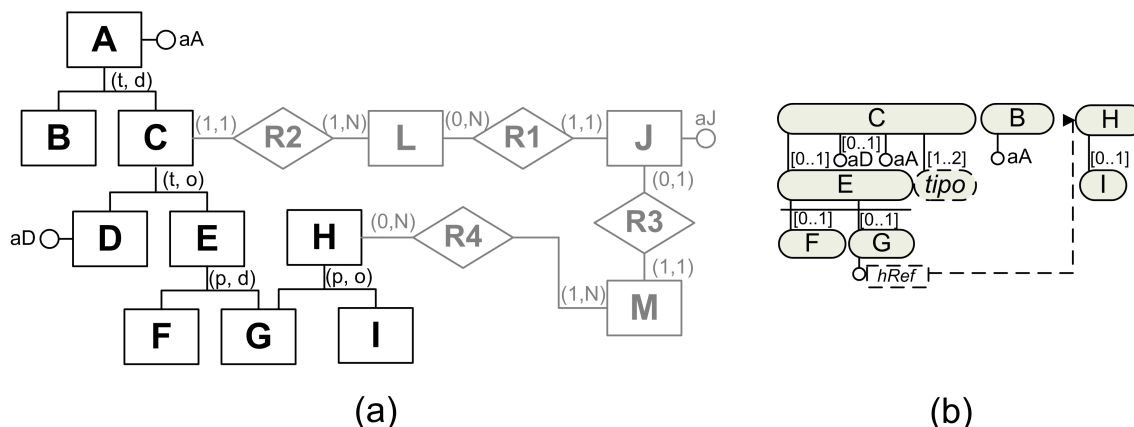 A
aA
(t, d)
B
C
(1,1)
R2
(1,N)
L
(0,N)
R1
(1,1)
J
aJ
(t, o)
(0,1)
aD
D
E
H
(0,N)
R4
R3
(p, d)
(p, o)
(1,N)
(1,1)
F
G
I
M
(a)
C
B
H
[0..1]
[0..1]
aD
aA
[1..2]
aA
[0..1]
E
tipo
I
[0..1]
[0..1]
F
G
hRef
(b)